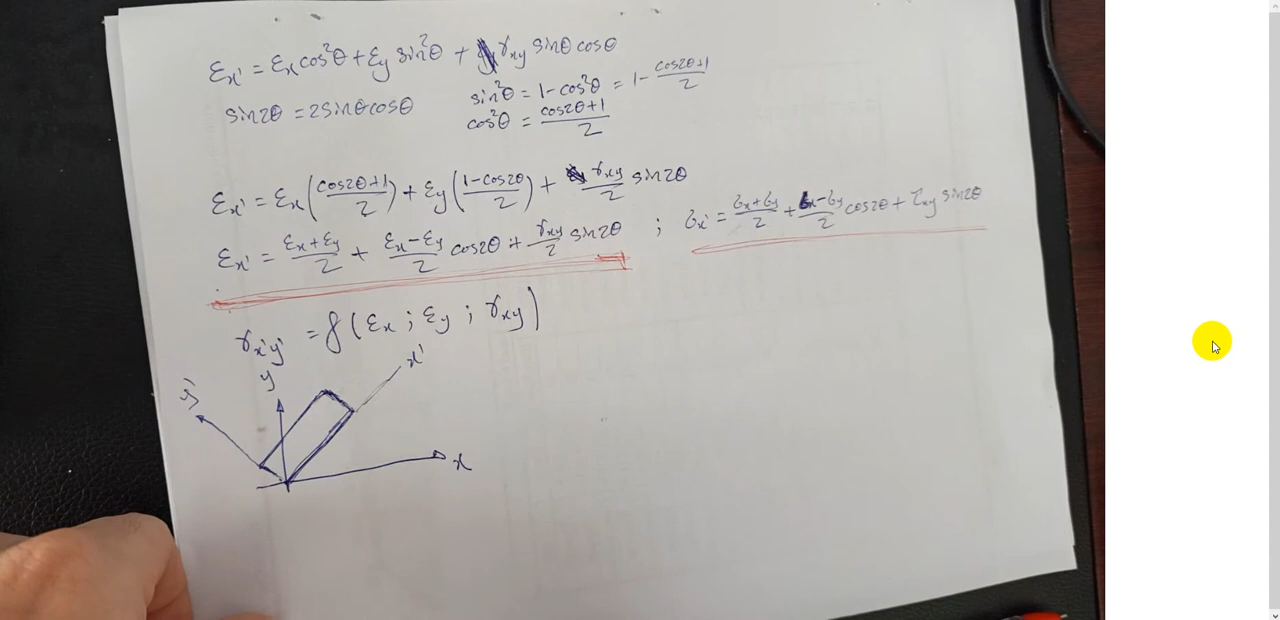 εx' = εx cos²θ + εy sin²θ + γxy sinθ cosθ
sin2θ = 2sinθcosθ
sin²θ = 1-cos²θ = 1- (cos2θ+1)/2
cos²θ = (cos2θ+1)/2
εx' = εx((cos2θ+1)/2) + εy((1-cos2θ)/2) + γxy/2 sin2θ
εx' = (εx+εy)/2 + (εx-εy)/2 cos2θ + γxy/2 sin2θ ; σx' = (σx+σy)/2 + (σx-σy)/2 cos2θ + τxy sin2θ
γx'y' = f(εx ; εy ; γxy)
x'
y
y'
x